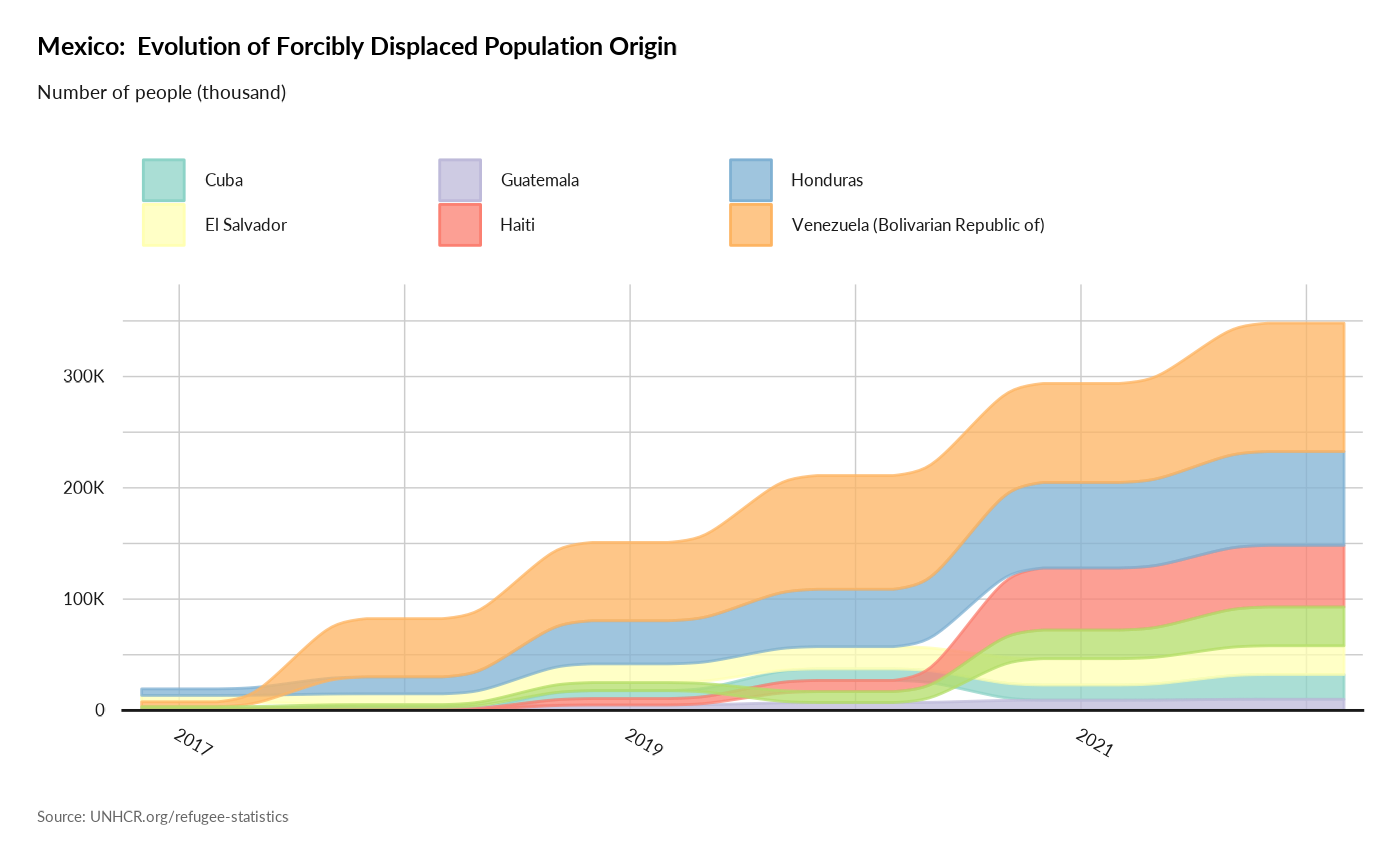 Mexico:  Evolution of Forcibly Displaced Population Origin
Number of people (thousand)
Cuba
Guatemala
Honduras
El Salvador
Haiti
Venezuela (Bolivarian Republic of)
300K
200K
100K
0
2017
2019
2021
Source: UNHCR.org/refugee-statistics